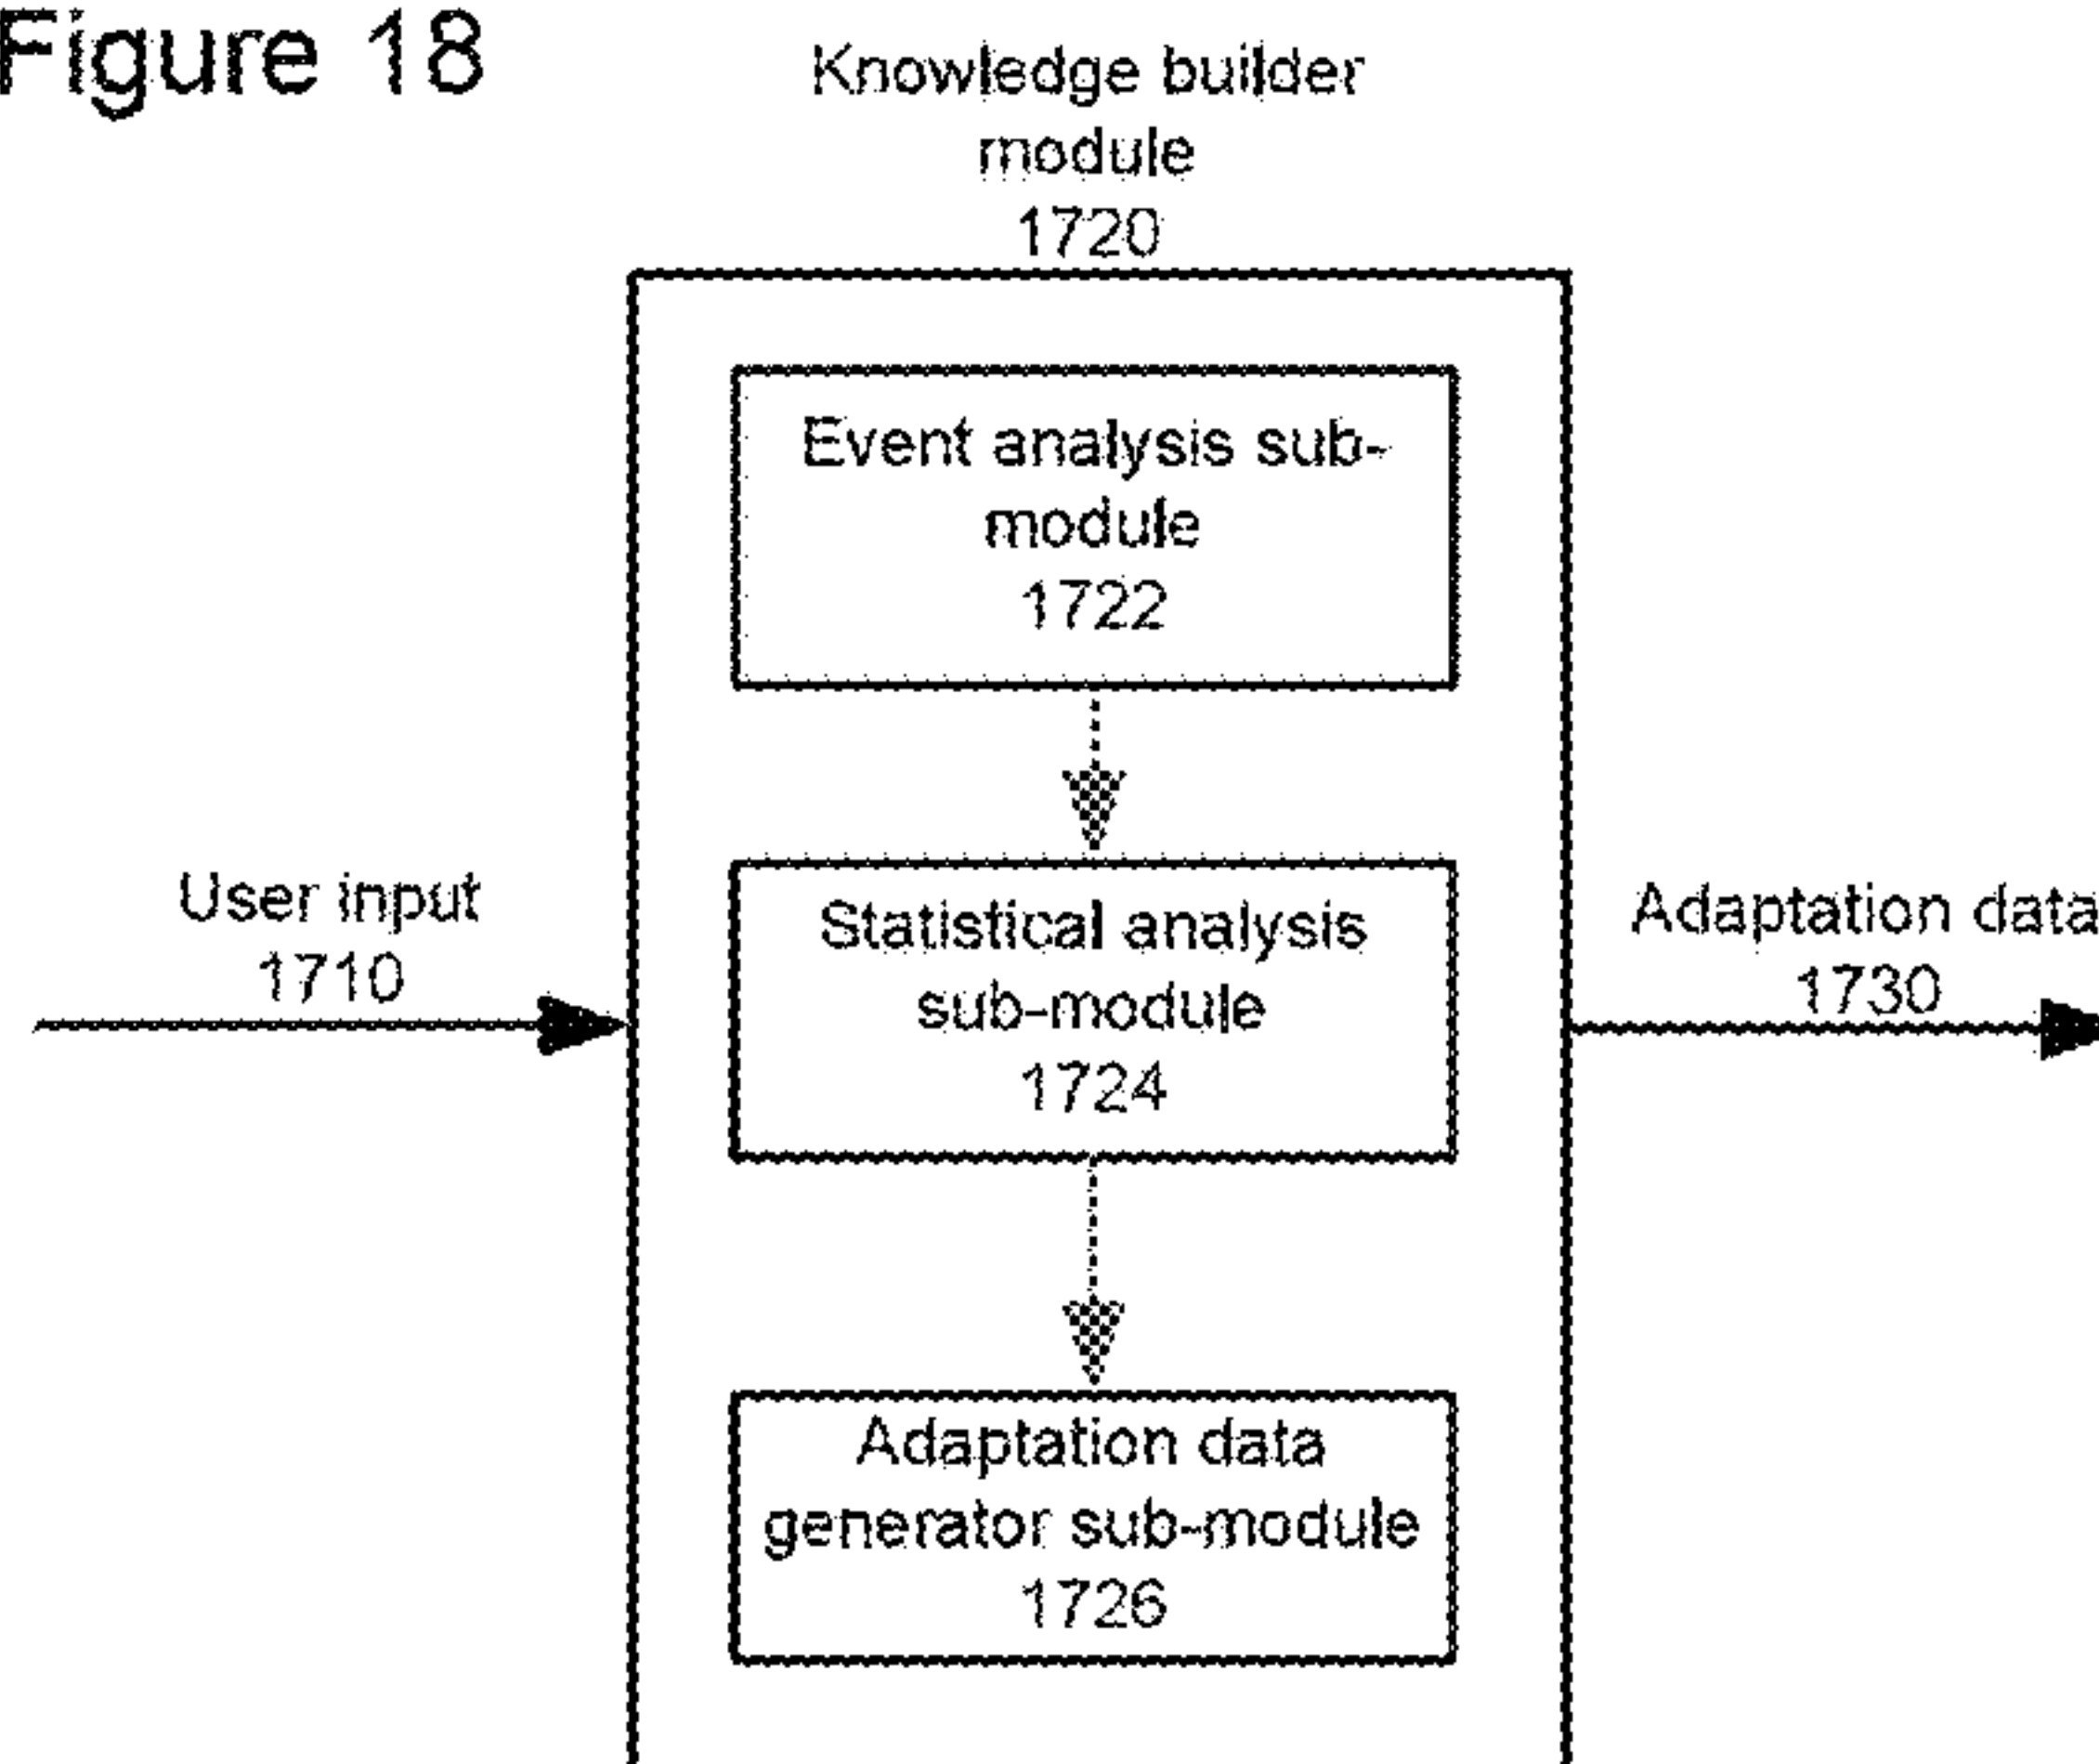 Figure 18
Knowledge builder
module
1720
Event analysis sub-
module
1722
User input
1710
Statistical analysis
sub-module
1724
Adaptation data
1730
Adaptation data
generator sub-module
1726